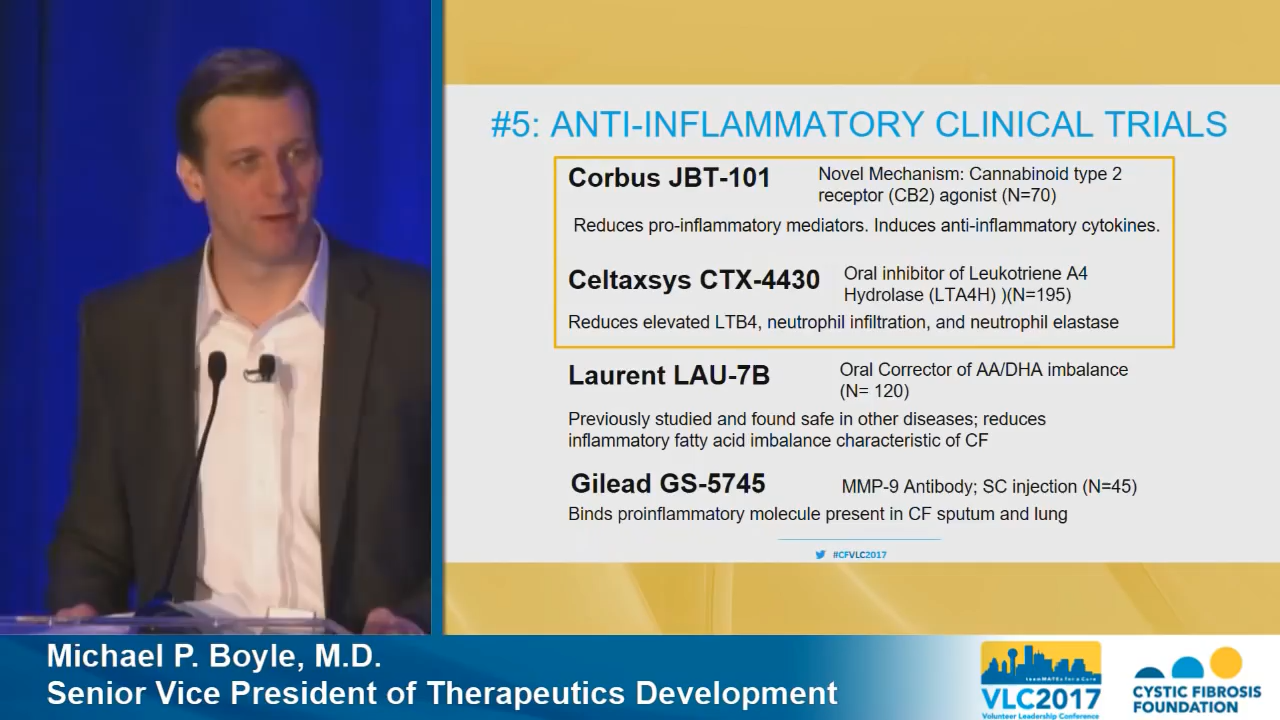 #5: ANTI-INFLAMMATORY CLINICAL TRIALS
Corbus JBT-101
Novel Mechanism: Cannabinoid type 2
receptor (CB2) agonist (N=70)
Reduces pro-inflammatory mediators. Induces anti-inflammatory cytokines.
Celtaxsys CTX-4430
Oral inhibitor of Leukotriene A4
Hydrolase (LTA4H) )(N=195)
Reduces elevated LTB4, neutrophil infiltration, and neutrophil elastase
Laurent LAU-7B
Oral Corrector of AA/DHA imbalance
(N= 120)
Previously studied and found safe in other diseases; reduces
inflammatory fatty acid imbalance characteristic of CF
Gilead GS-5745
MMP-9 Antibody; SC injection (N=45)
Binds proinflammatory molecule present in CF sputum and lung
#CFVLC2017
Michael P. Boyle, M.D.
Senior Vice President of Therapeutics Development
teamMATEs for a Cure
VLC2017
Volunteer Leadership Conference
CYSTIC FIBROSIS
FOUNDATION